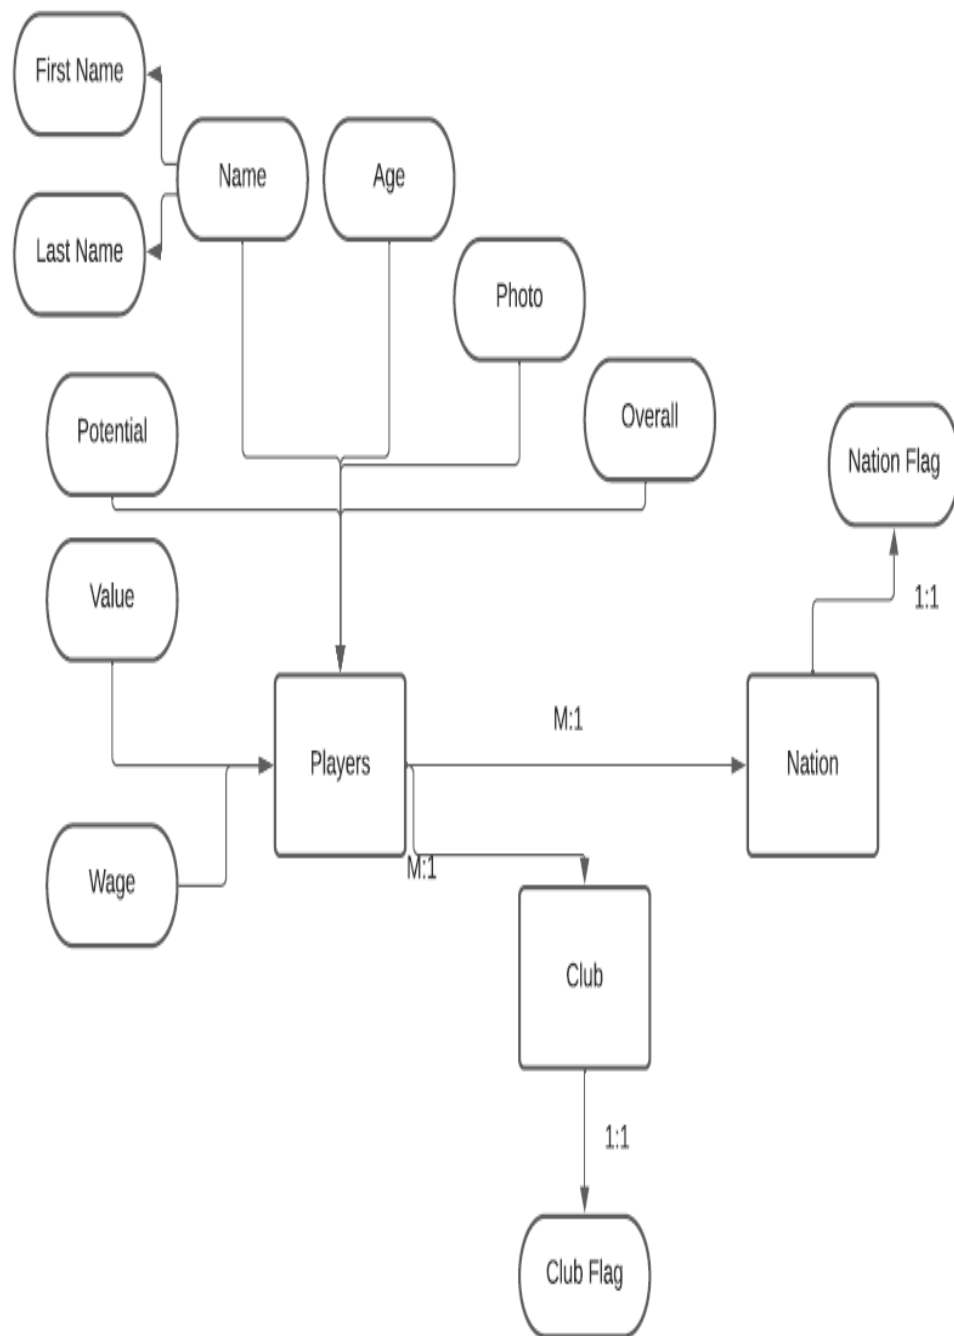 First Name
Name
Age
Last Name
Photo
Potential
Overall
Nation Flag
Value
1:1
M:1
Players
Nation
M:1
Wage
Club
1:1
Club Flag